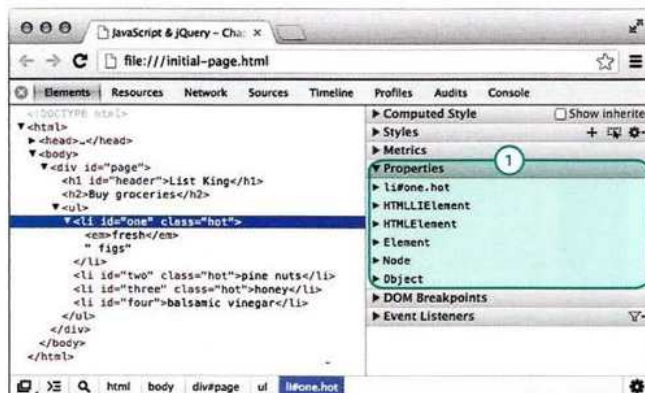 JavaScript & jQuery – Cha
file:///initial-page.html
Elements Resources Network Sources Timeline Profiles Audits Console
<!DOCTYPE html>
▼<html>
▶<head>…</head>
▼<body>
▼<div id="page">
<h1 id="header">List King</h1>
<h2>Buy groceries</h2>
▼<ul>
▼<li id="one" class="hot">
<em>fresh</em>
" figs"
</li>
<li id="two" class="hot">pine nuts</li>
<li id="three" class="hot">honey</li>
<li id="four">balsamic vinegar</li>
</ul>
</div>
</body>
</html>
▶ Computed Style Show inherite
▶ Styles
▶ Metrics
1
▼ Properties
▶ li#one.hot
▶ HTMLLIElement
▶ HTMLElement
▶ Element
▶ Node
▶ Object
▶ DOM Breakpoints
▶ Event Listeners
html body div#page ul li#one.hot